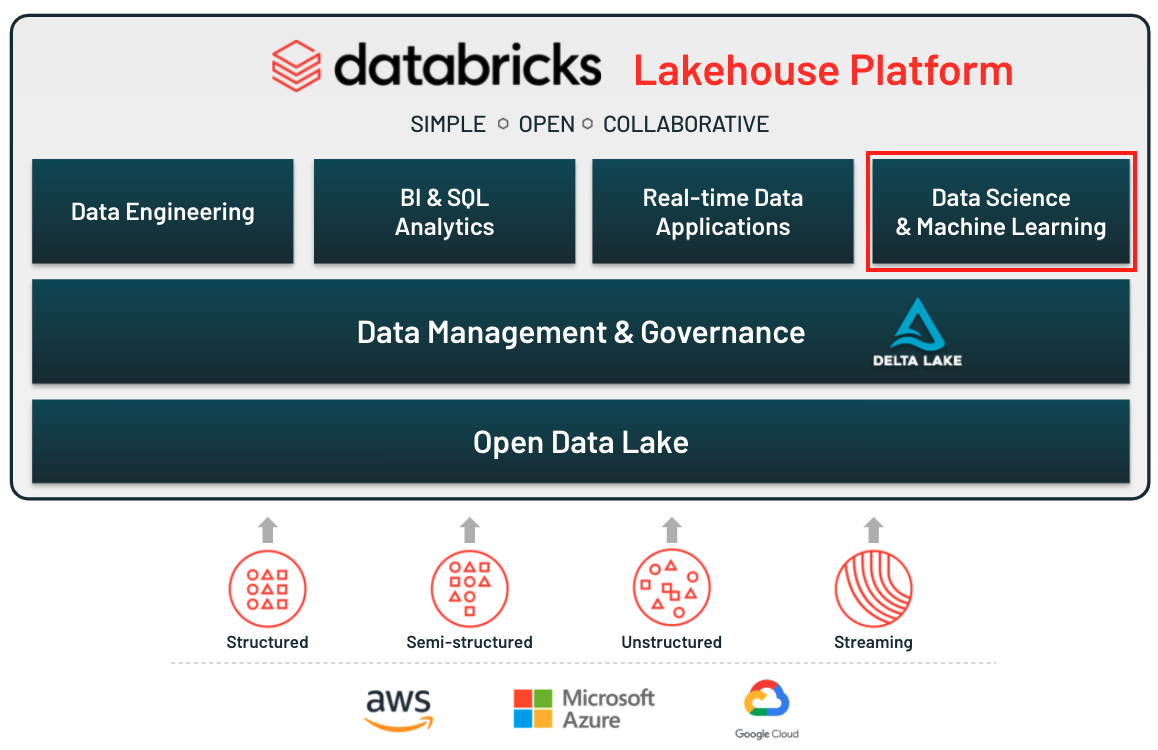 databricks Lakehouse Platform
SIMPLE OPEN COLLABORATIVE
Data Engineering
BI & SQL
Analytics
Real-time Data
Applications
Data Science
& Machine Learning
Data Management & Governance
DELTA LAKE
Open Data Lake
Structured
Semi-structured
Unstructured
Streaming
aws
Microsoft
Azure
Google Cloud